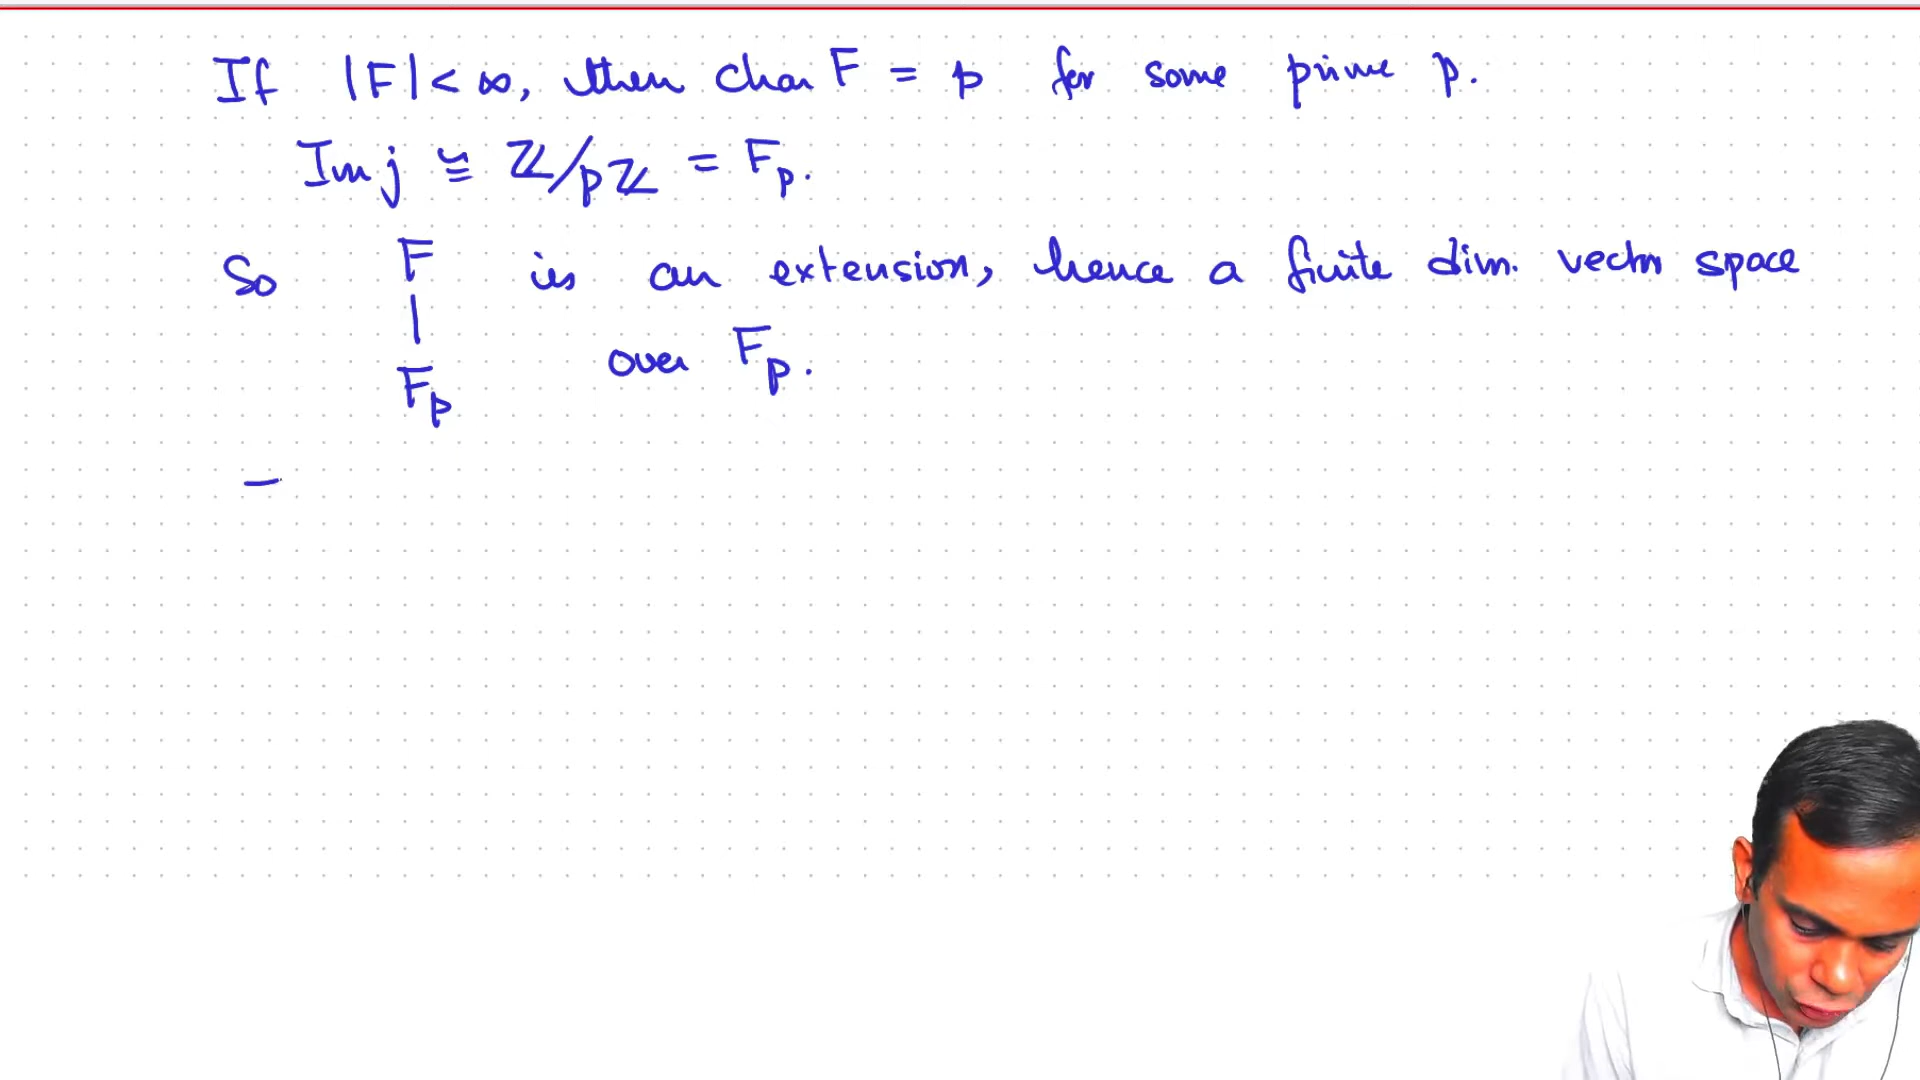 If |F| < ∞, then char F = p for some prime p.
Im j ≅ ℤ/pℤ = F_p.
So F is an extension, hence a finite dim. vector space
|
F_p over F_p.